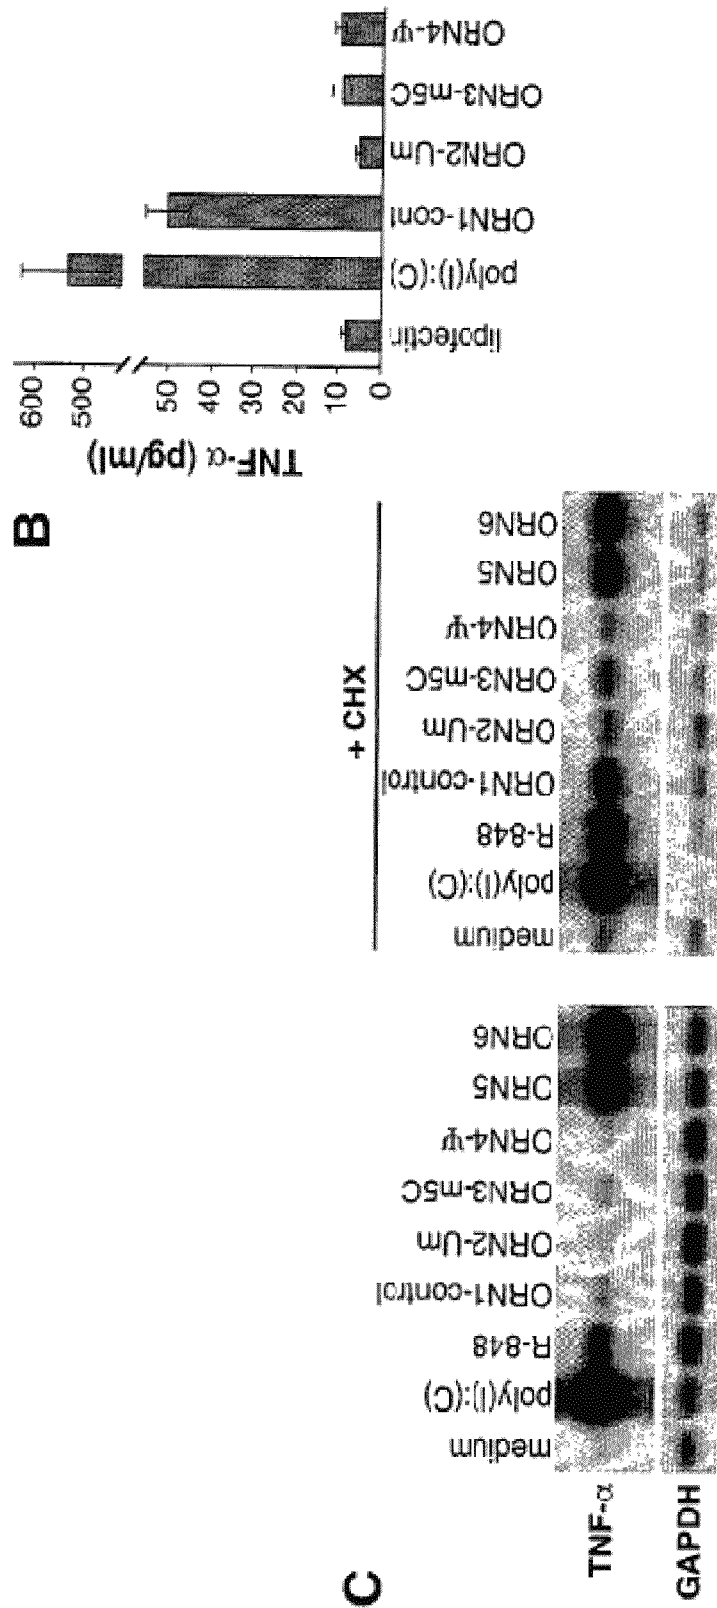 B
TNF-α (pg/ml)
600
500
50
40
30
20
10
0
lipofectin
poly(I):(C)
ORN1-cont
ORN2-Um
ORN3-m5C
ORN4-Ψ
C
+ CHX
medium
poly(I):(C)
R-848
ORN1-control
ORN2-Um
ORN3-m5C
ORN4-Ψ
ORN5
ORN6
medium
poly(I):(C)
R-848
ORN1-control
ORN2-Um
ORN3-m5C
ORN4-Ψ
ORN5
ORN6
TNF-α
GAPDH